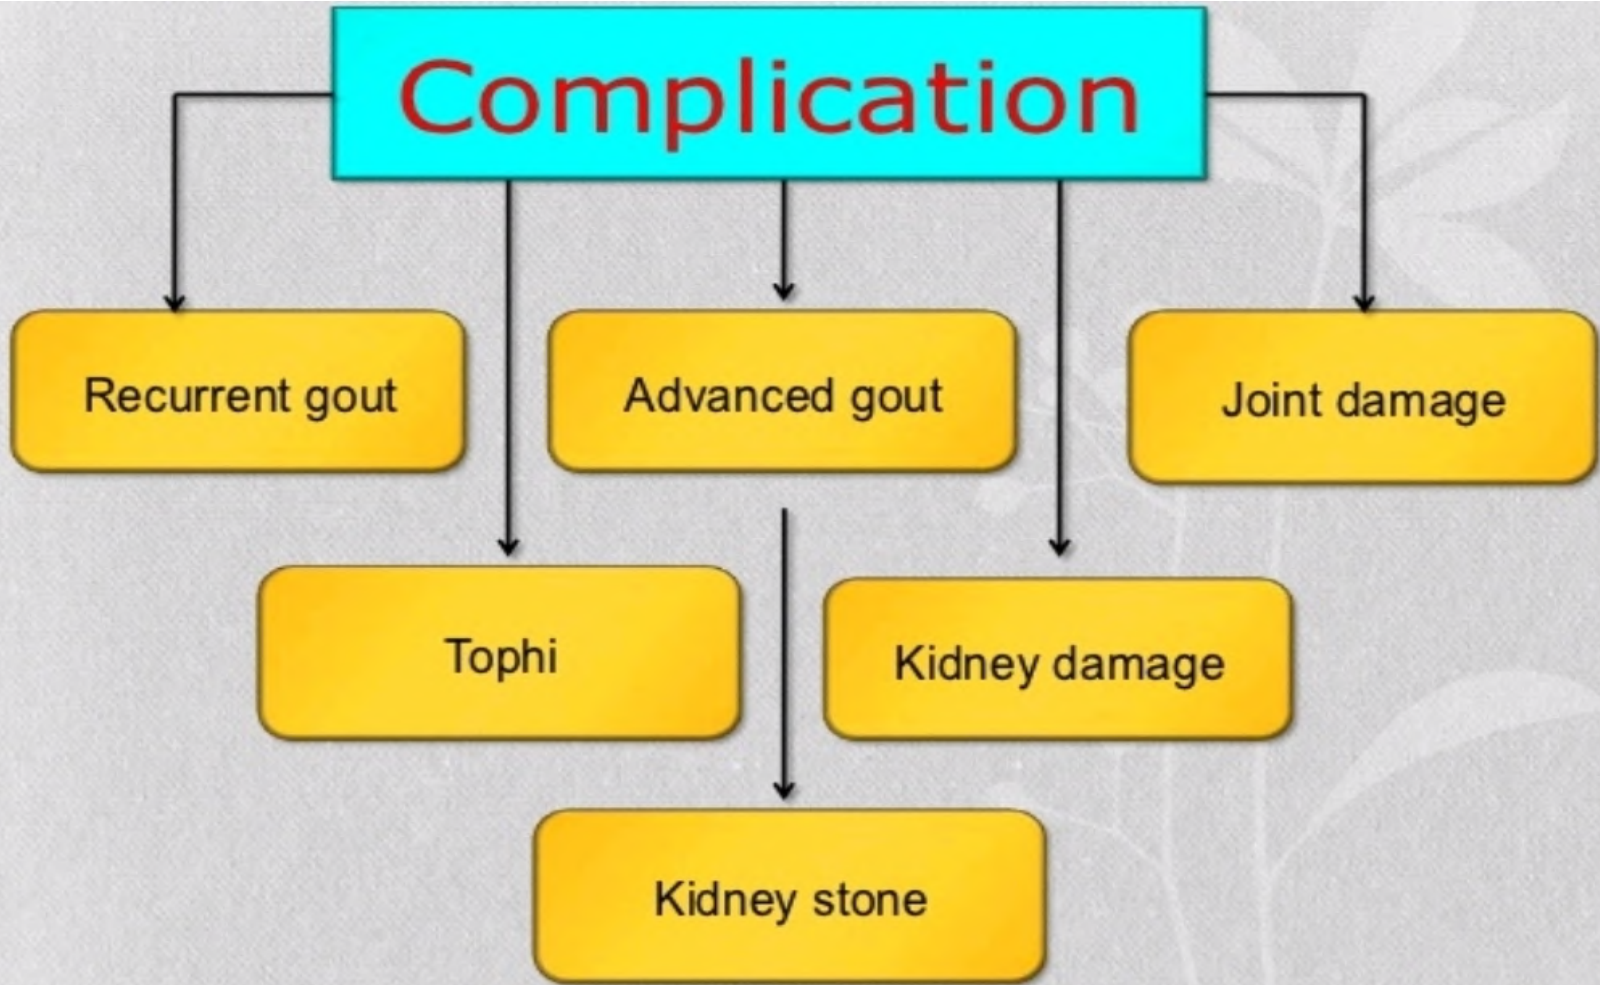 Complication
Recurrent gout
Advanced gout
Joint damage
Tophi
Kidney damage
Kidney stone